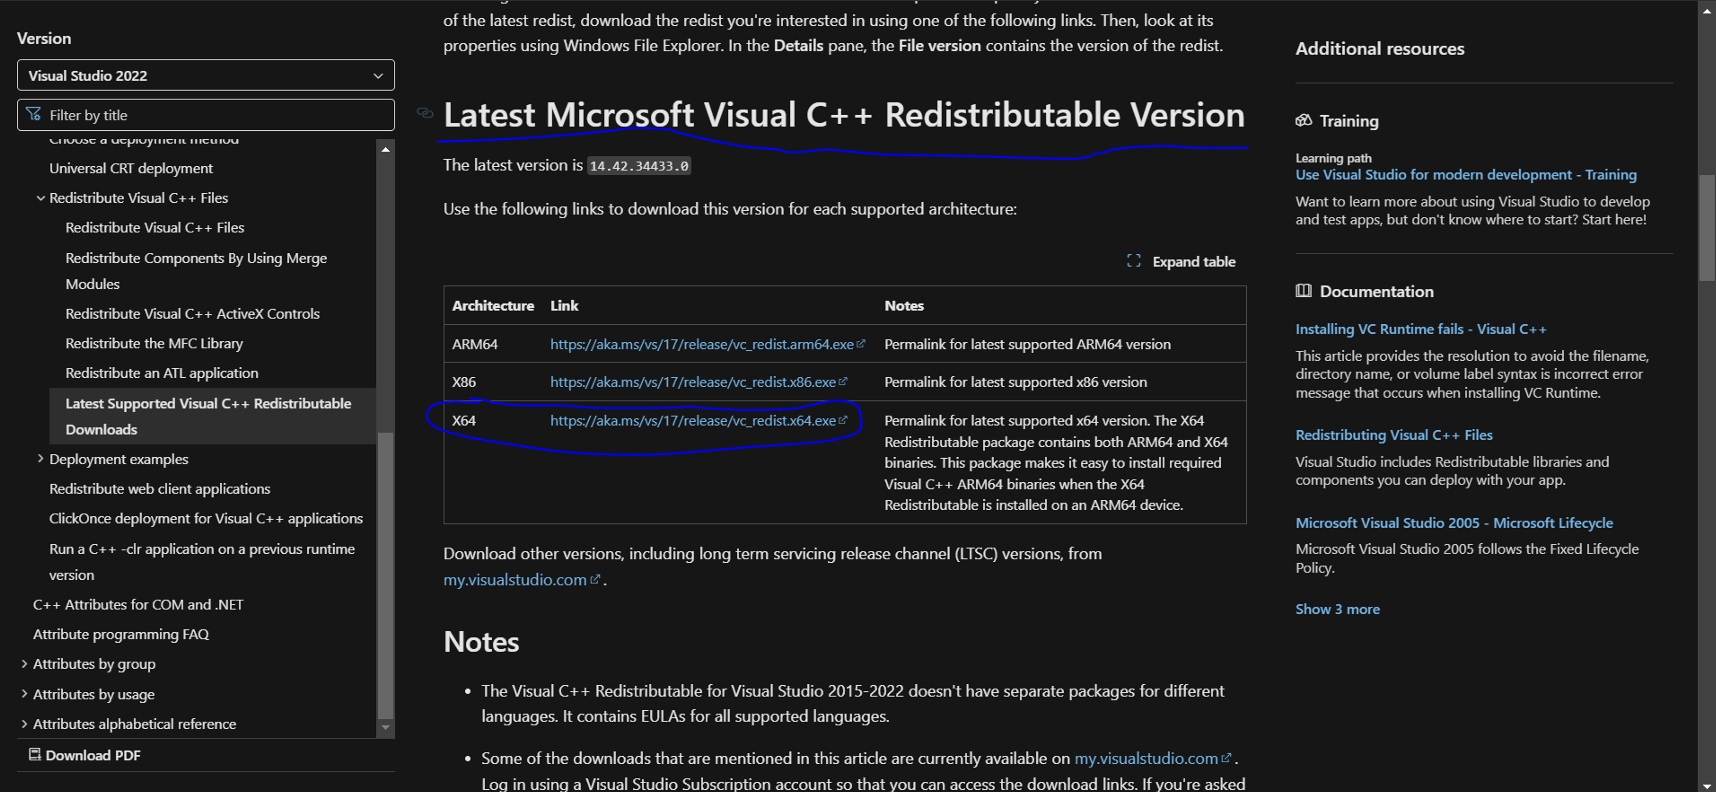 Version
Visual Studio 2022
Filter by title
Choose a deployment method
Universal CRT deployment
Redistribute Visual C++ Files
Redistribute Visual C++ Files
Redistribute Components By Using Merge
Modules
Redistribute Visual C++ ActiveX Controls
Redistribute the MFC Library
Redistribute an ATL application
Latest Supported Visual C++ Redistributable
Downloads
Deployment examples
Redistribute web client applications
ClickOnce deployment for Visual C++ applications
Run a C++ -clr application on a previous runtime
version
C++ Attributes for COM and .NET
Attribute programming FAQ
Attributes by group
Attributes by usage
Attributes alphabetical reference
Download PDF
of the latest redist, download the redist you're interested in using one of the following links. Then, look at its
properties using Windows File Explorer. In the Details pane, the File version contains the version of the redist.
Latest Microsoft Visual C++ Redistributable Version
The latest version is 14.42.34433.0
Use the following links to download this version for each supported architecture:
Expand table
Architecture Link Notes
ARM64 https://aka.ms/vs/17/release/vc_redist.arm64.exe Permalink for latest supported ARM64 version
X86 https://aka.ms/vs/17/release/vc_redist.x86.exe Permalink for latest supported x86 version
X64 https://aka.ms/vs/17/release/vc_redist.x64.exe Permalink for latest supported x64 version. The X64
Redistributable package contains both ARM64 and X64
binaries. This package makes it easy to install required
Visual C++ ARM64 binaries when the X64
Redistributable is installed on an ARM64 device.
Download other versions, including long term servicing release channel (LTSC) versions, from
my.visualstudio.com.
Notes
• The Visual C++ Redistributable for Visual Studio 2015-2022 doesn't have separate packages for different
languages. It contains EULAs for all supported languages.
• Some of the downloads that are mentioned in this article are currently available on my.visualstudio.com.
Log in using a Visual Studio Subscription account so that you can access the download links. If you're asked
Additional resources
Training
Learning path
Use Visual Studio for modern development - Training
Want to learn more about using Visual Studio to develop
and test apps, but don't know where to start? Start here!
Documentation
Installing VC Runtime fails - Visual C++
This article provides the resolution to avoid the filename,
directory name, or volume label syntax is incorrect error
message that occurs when installing VC Runtime.
Redistributing Visual C++ Files
Visual Studio includes Redistributable libraries and
components you can deploy with your app.
Microsoft Visual Studio 2005 - Microsoft Lifecycle
Microsoft Visual Studio 2005 follows the Fixed Lifecycle
Policy.
Show 3 more